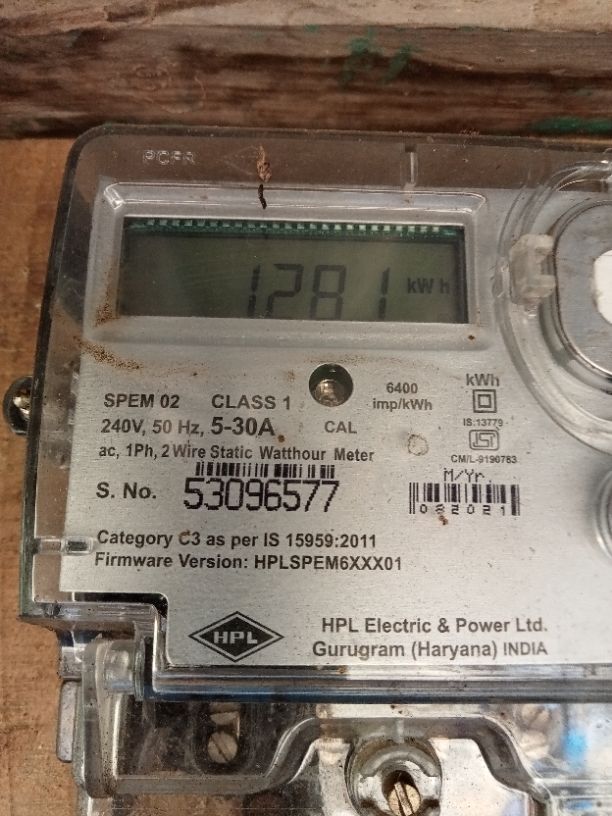 PCFR
1281 kWh
SPEM 02 CLASS 1
240V, 50 Hz, 5-30A
ac, 1Ph, 2 Wire Static Watthour Meter
CAL
6400
imp/kWh
kWh
IS:13779
ISI
CM/L-9190783
S. No. 53096577
M/Yr.
082021
Category C3 as per IS 15959:2011
Firmware Version: HPLSPEM6XXX01
HPL
HPL Electric & Power Ltd.
Gurugram (Haryana) INDIA